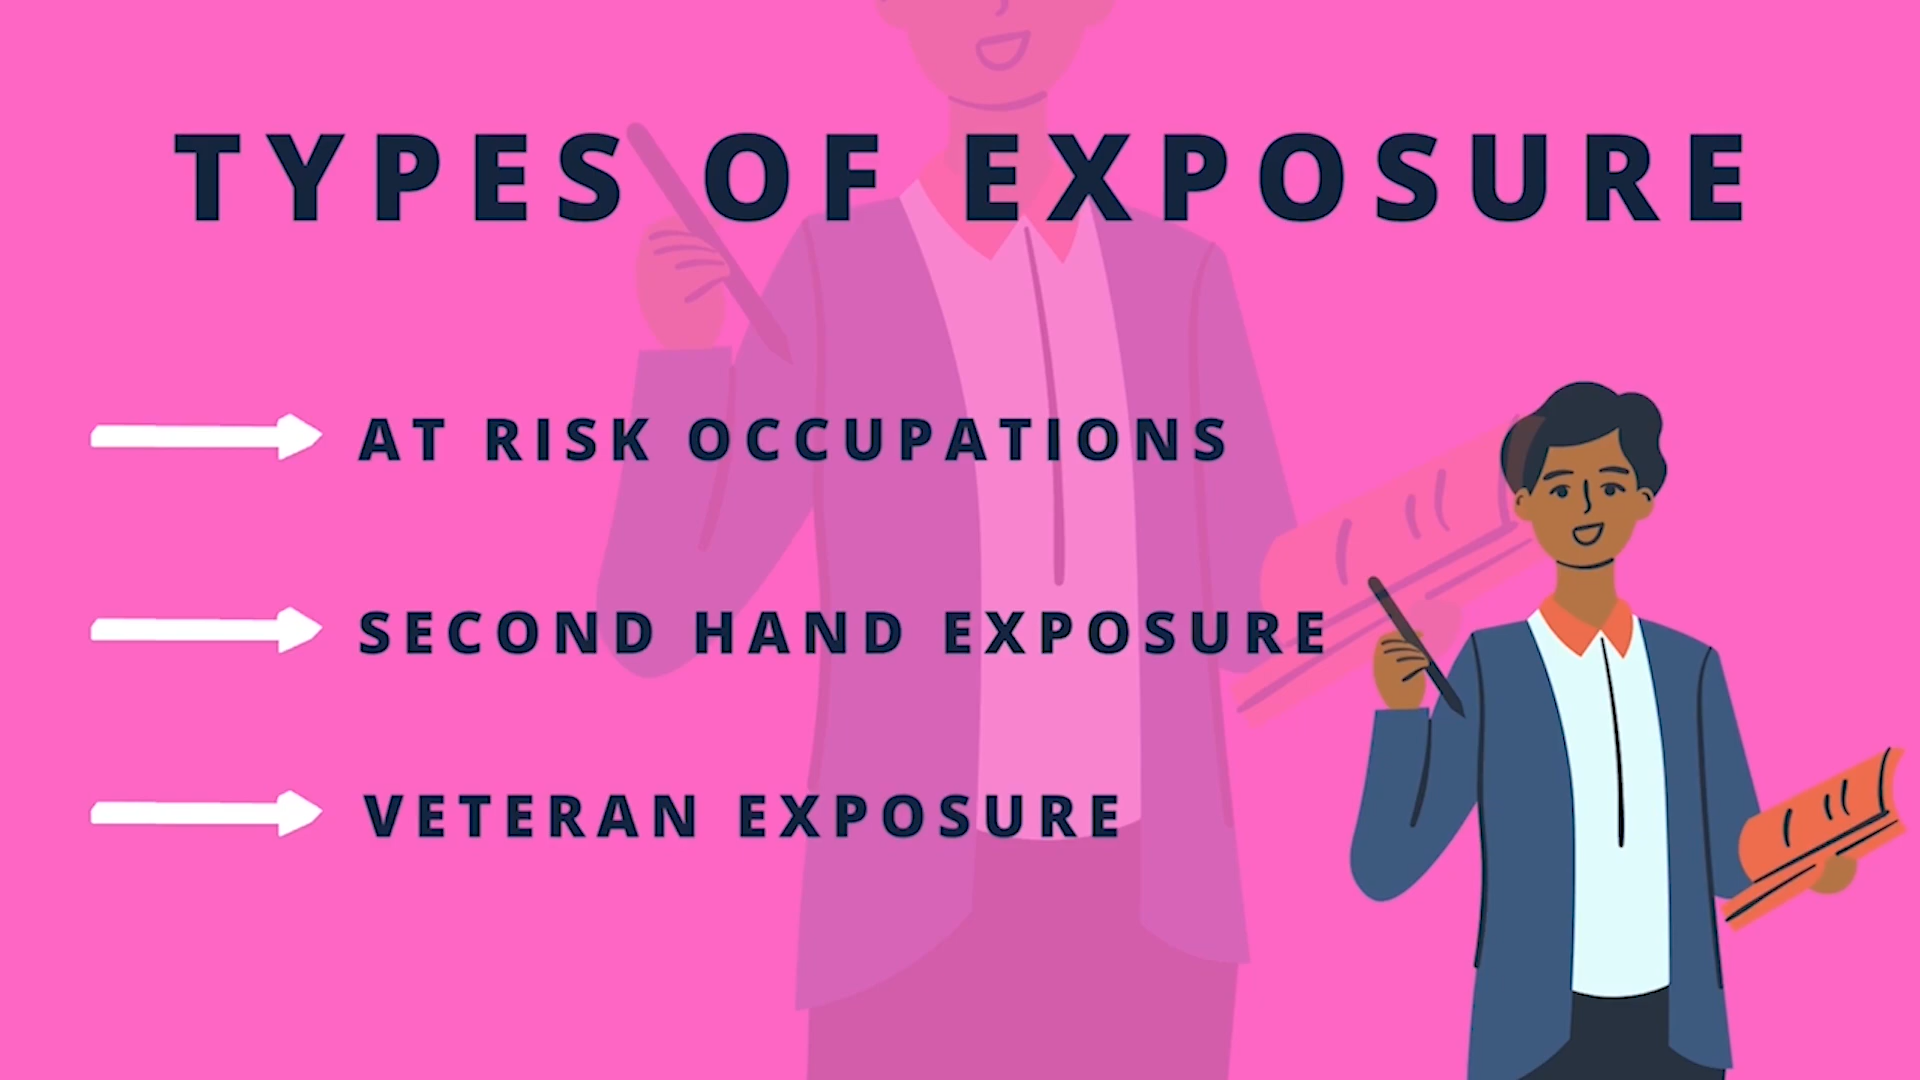 TYPES OF EXPOSURE
AT RISK OCCUPATIONS
SECOND HAND EXPOSURE
VETERAN EXPOSURE